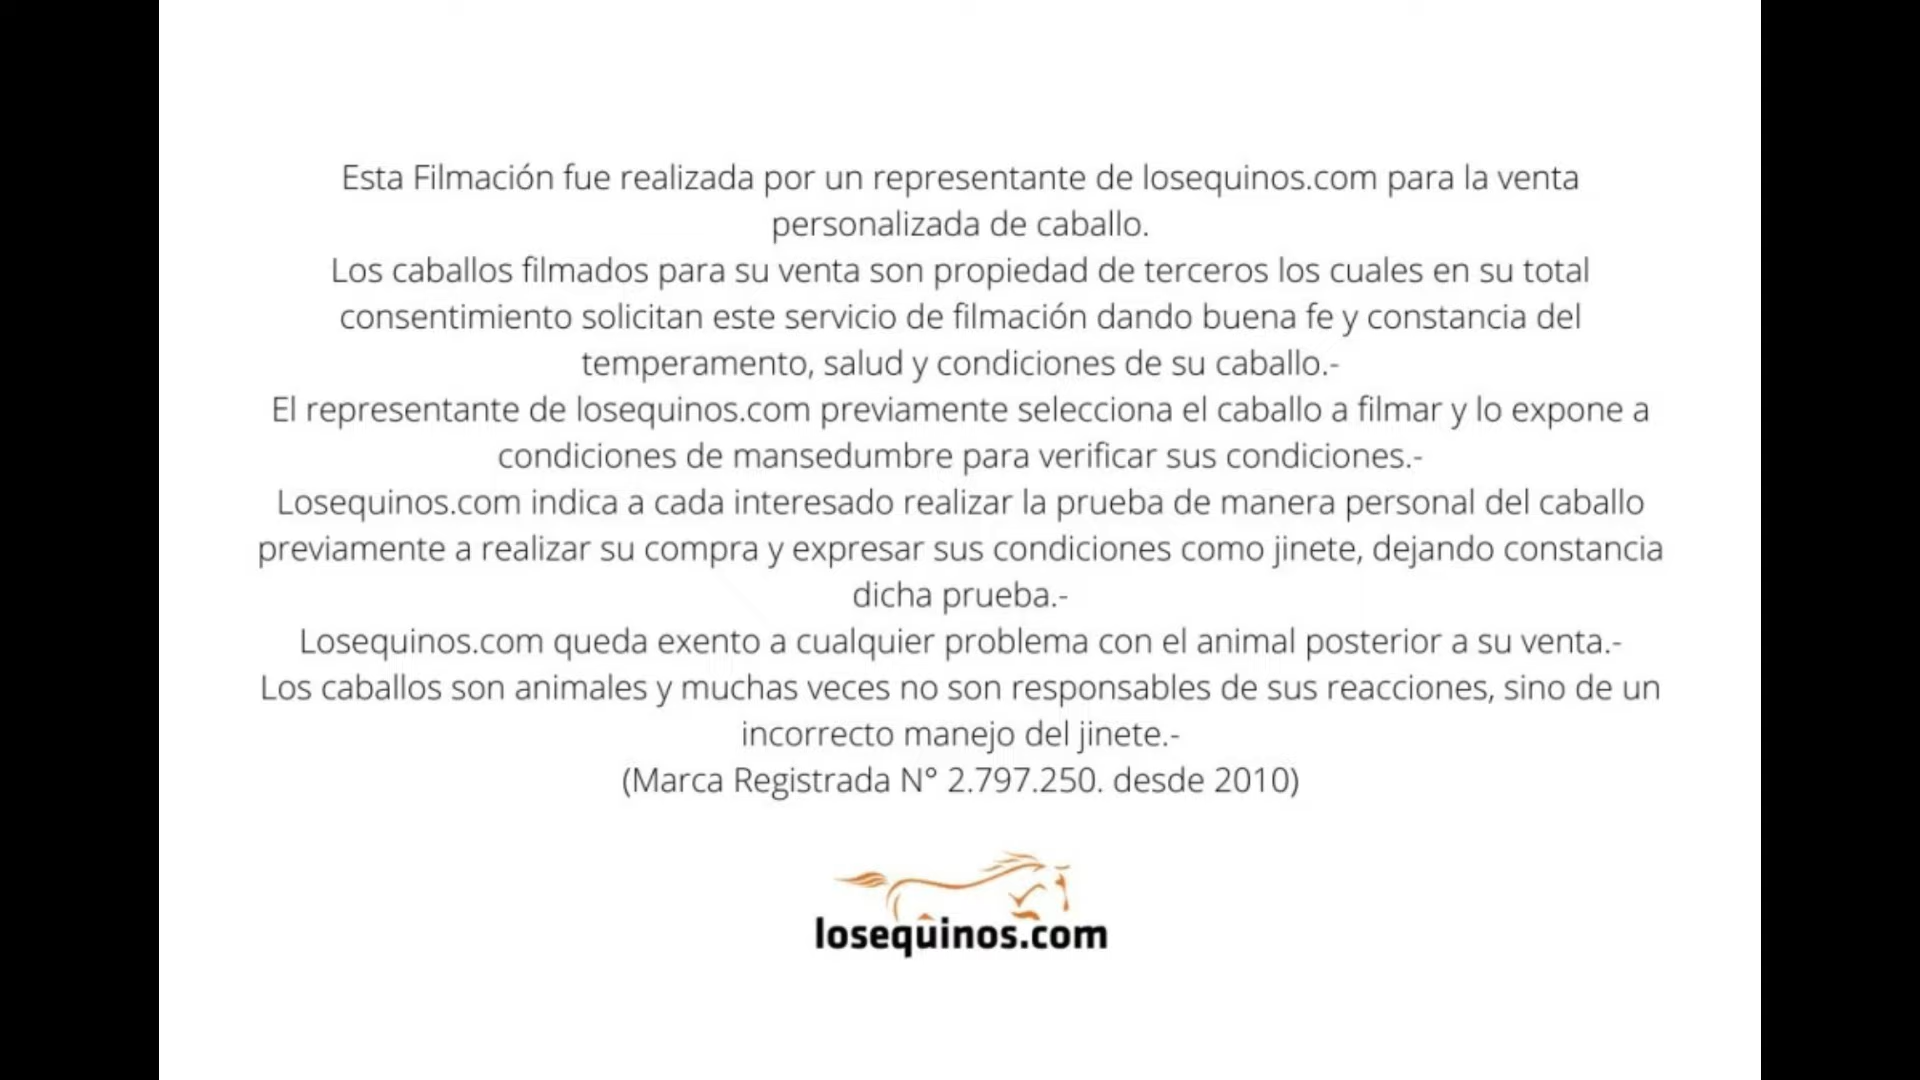 Esta Filmación fue realizada por un representante de losequinos.com para la venta
personalizada de caballo.
Los caballos filmados para su venta son propiedad de terceros los cuales en su total
consentimiento solicitan este servicio de filmación dando buena fe y constancia del
temperamento, salud y condiciones de su caballo.-
El representante de losequinos.com previamente selecciona el caballo a filmar y lo expone a
condiciones de mansedumbre para verificar sus condiciones.-
Losequinos.com indica a cada interesado realizar la prueba de manera personal del caballo
previamente a realizar su compra y expresar sus condiciones como jinete, dejando constancia
dicha prueba.-
Losequinos.com queda exento a cualquier problema con el animal posterior a su venta.-
Los caballos son animales y muchas veces no son responsables de sus reacciones, sino de un
incorrecto manejo del jinete.-
(Marca Registrada N° 2.797.250. desde 2010)
losequinos.com